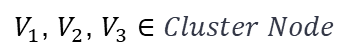 V₁, V₂, V₃ ∈ Cluster Node